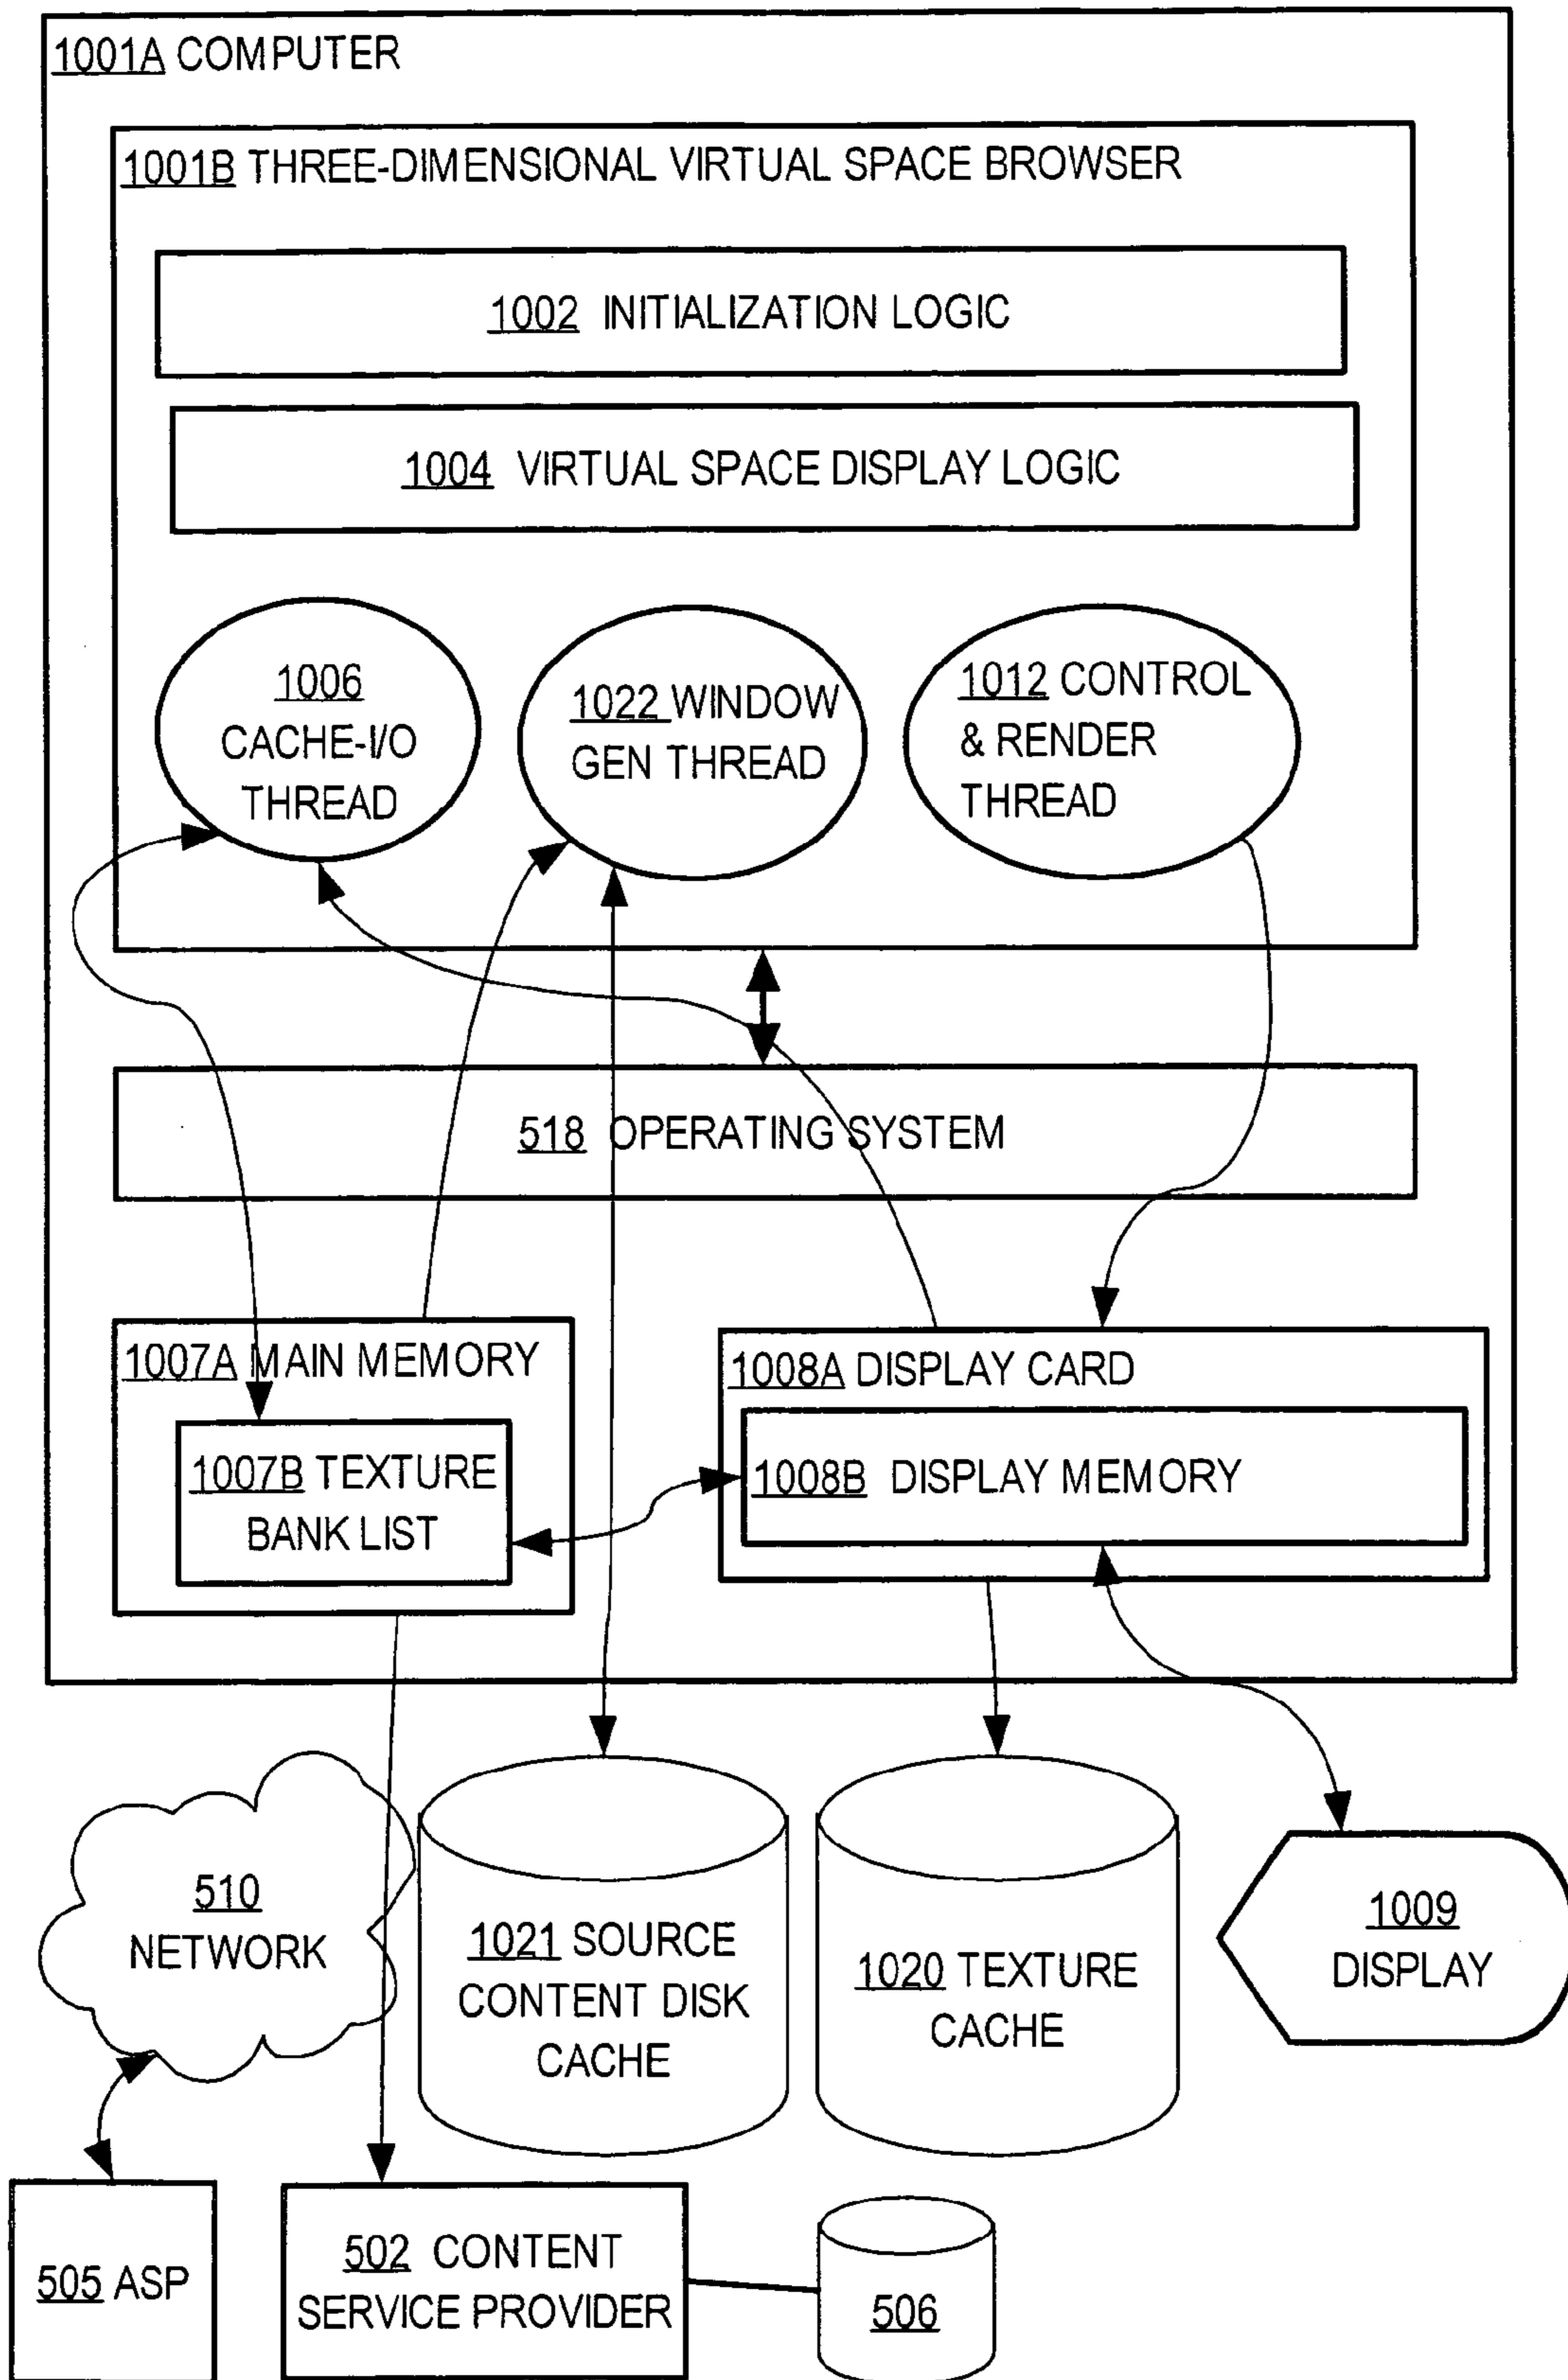 1001A COMPUTER
1001B THREE-DIMENSIONAL VIRTUAL SPACE BROWSER
1002 INITIALIZATION LOGIC
1004 VIRTUAL SPACE DISPLAY LOGIC
1006
CACHE-I/O
THREAD
1022 WINDOW
GEN THREAD
1012 CONTROL
& RENDER
THREAD
518 OPERATING SYSTEM
1007A MAIN MEMORY
1007B TEXTURE
BANK LIST
1008A DISPLAY CARD
1008B DISPLAY MEMORY
510
NETWORK
1021 SOURCE
CONTENT DISK
CACHE
1020 TEXTURE
CACHE
1009
DISPLAY
505 ASP
502 CONTENT
SERVICE PROVIDER
506